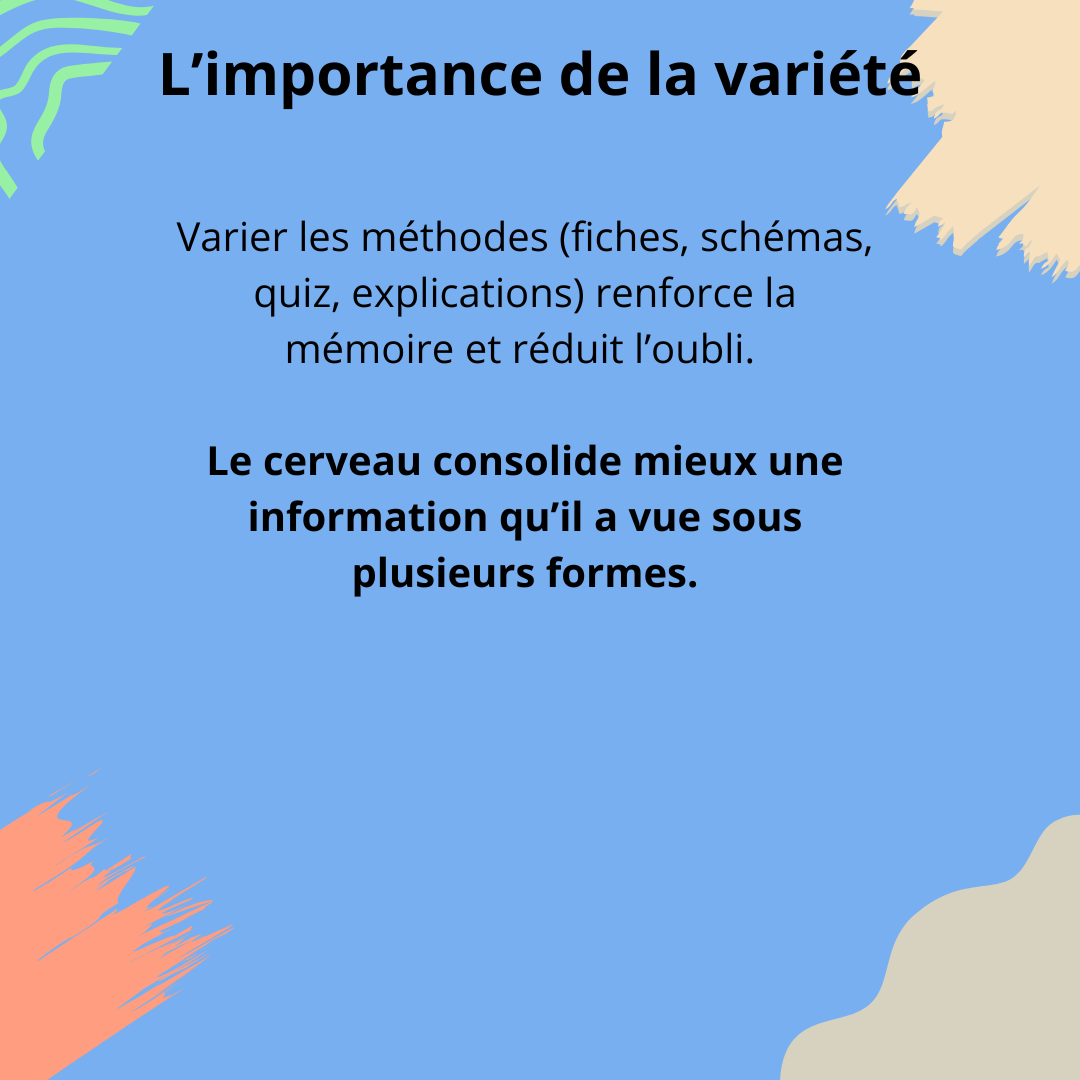 L’importance de la variété
Varier les méthodes (fiches, schémas,
quiz, explications) renforce la
mémoire et réduit l’oubli.
Le cerveau consolide mieux une
information qu’il a vue sous
plusieurs formes.